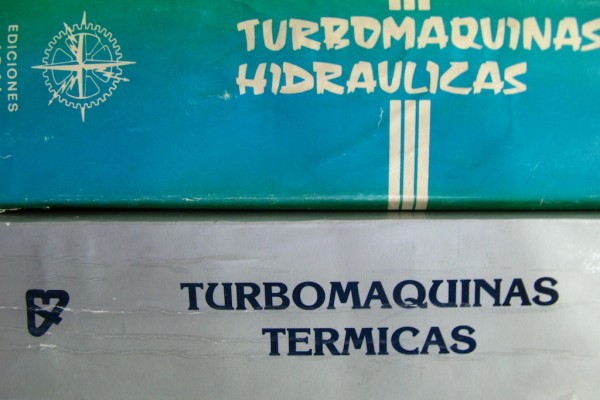 TURBOMAQUINAS
HIDRAULICAS
EDICIONES
TURBOMAQUINAS
TERMICAS